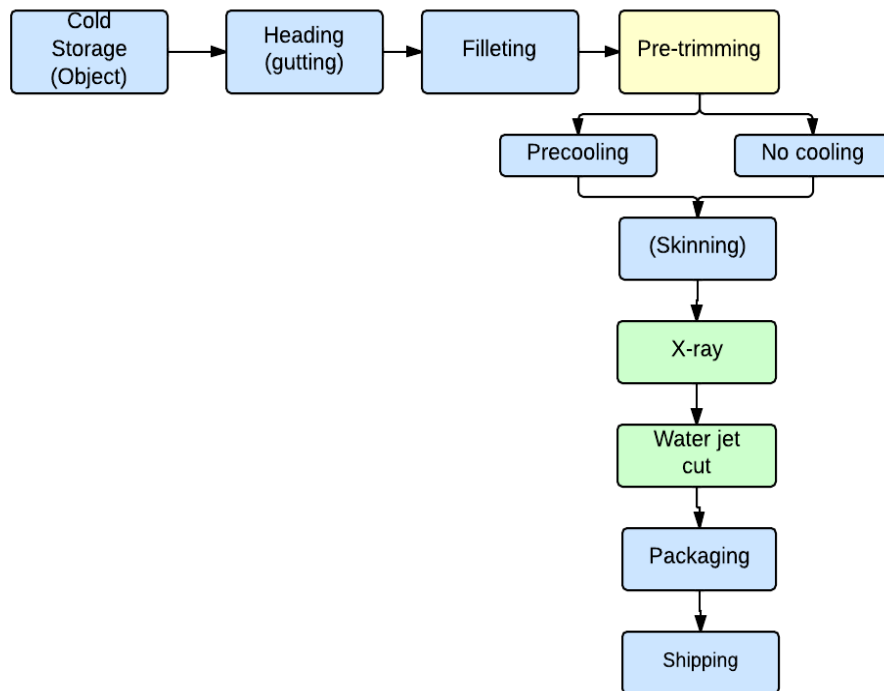 Cold
Storage
(Object)
Heading
(gutting)
Filleting
Pre-trimming
Precooling
No cooling
(Skinning)
X-ray
Water jet
cut
Packaging
Shipping